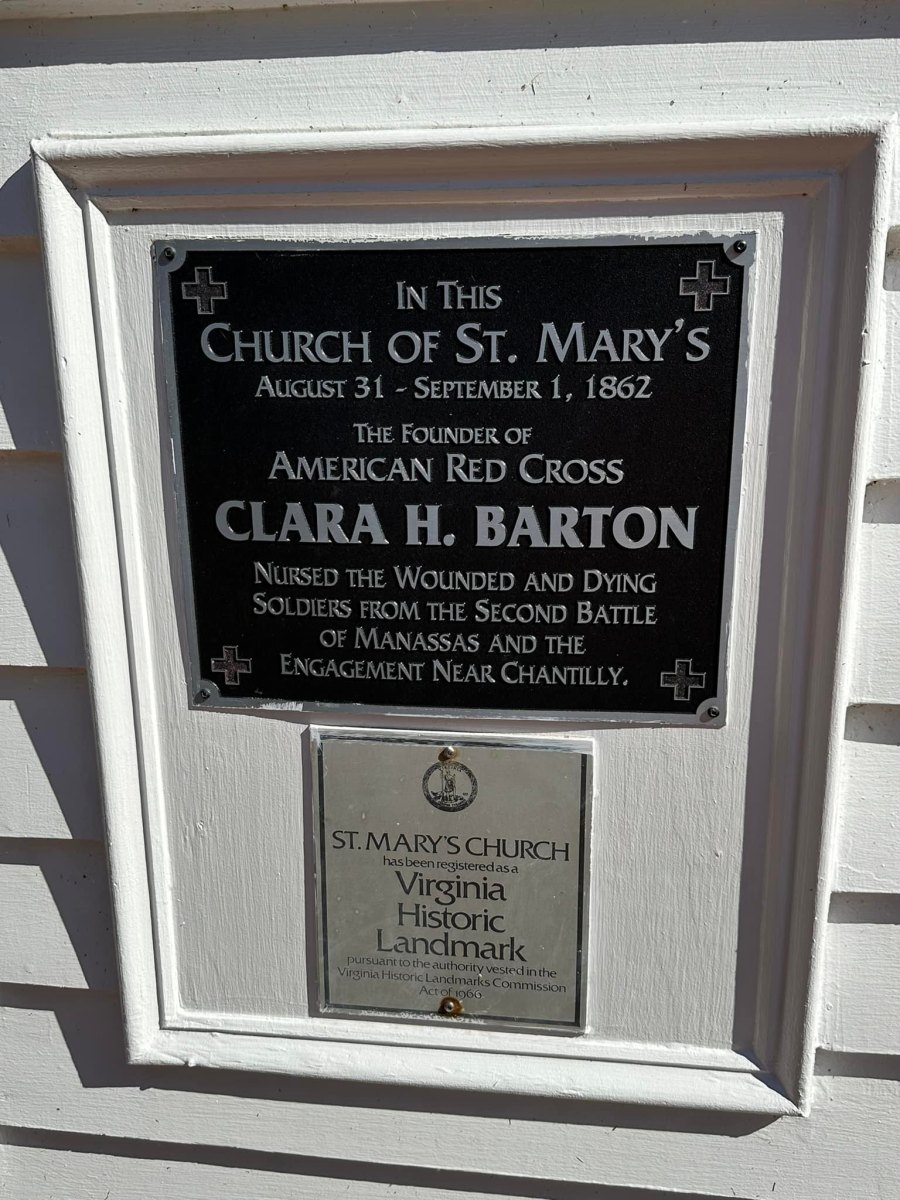 IN THIS
CHURCH OF ST. MARY'S
AUGUST 31 - SEPTEMBER 1, 1862
THE FOUNDER OF
AMERICAN RED CROSS
CLARA H. BARTON
NURSED THE WOUNDED AND DYING
SOLDIERS FROM THE SECOND BATTLE
OF MANASSAS AND THE
ENGAGEMENT NEAR CHANTILLY.
ST. MARY'S CHURCH
has been registered as a
Virginia
Historic
Landmark
pursuant to the authority vested in the
Virginia Historic Landmarks Commission
Act of 1966